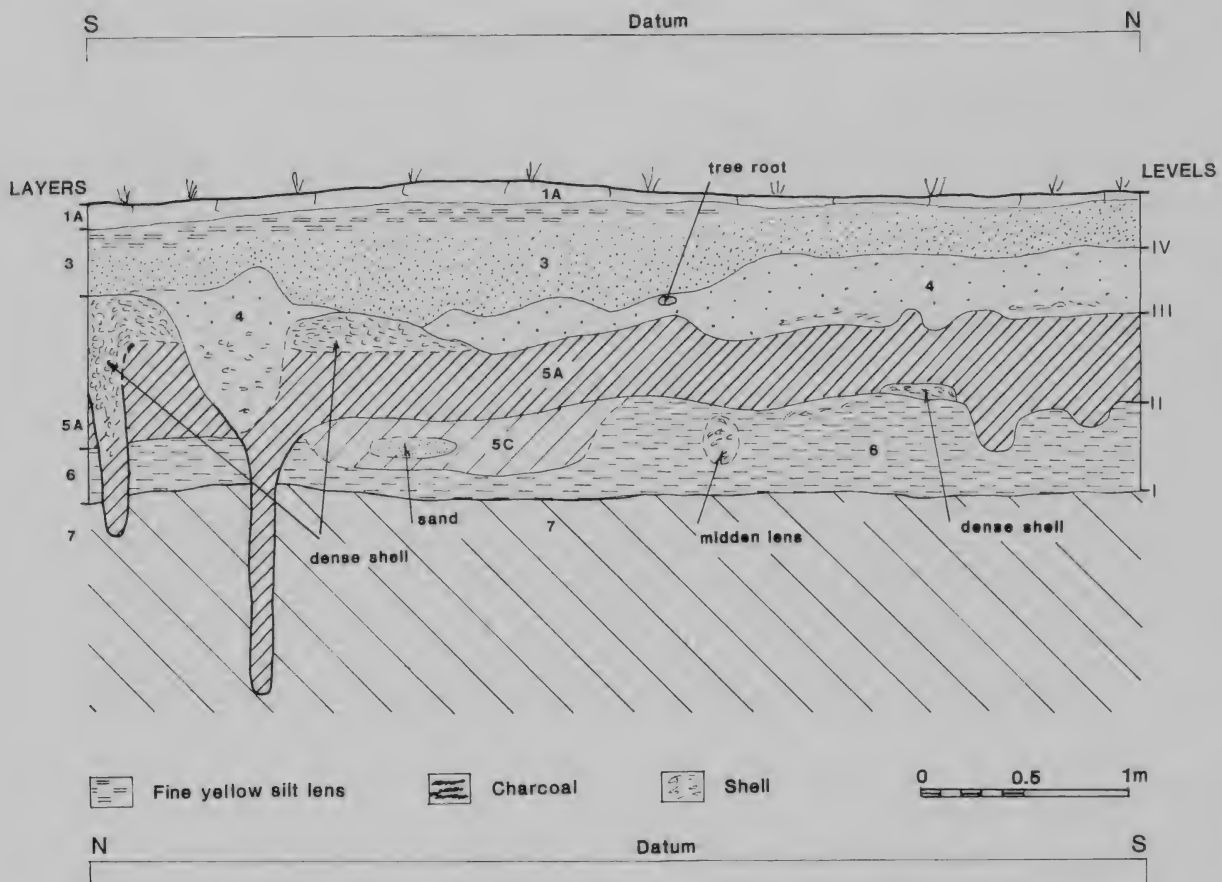 S Datum N
tree root
LAYERS LEVELS
1A 1A
3 3 IV
4 4 III
5A 5A II
5C
6 6 I
sand
7 7
midden lens dense shell
dense shell
Fine yellow silt lens Charcoal Shell 0 0.5 1m
N Datum S